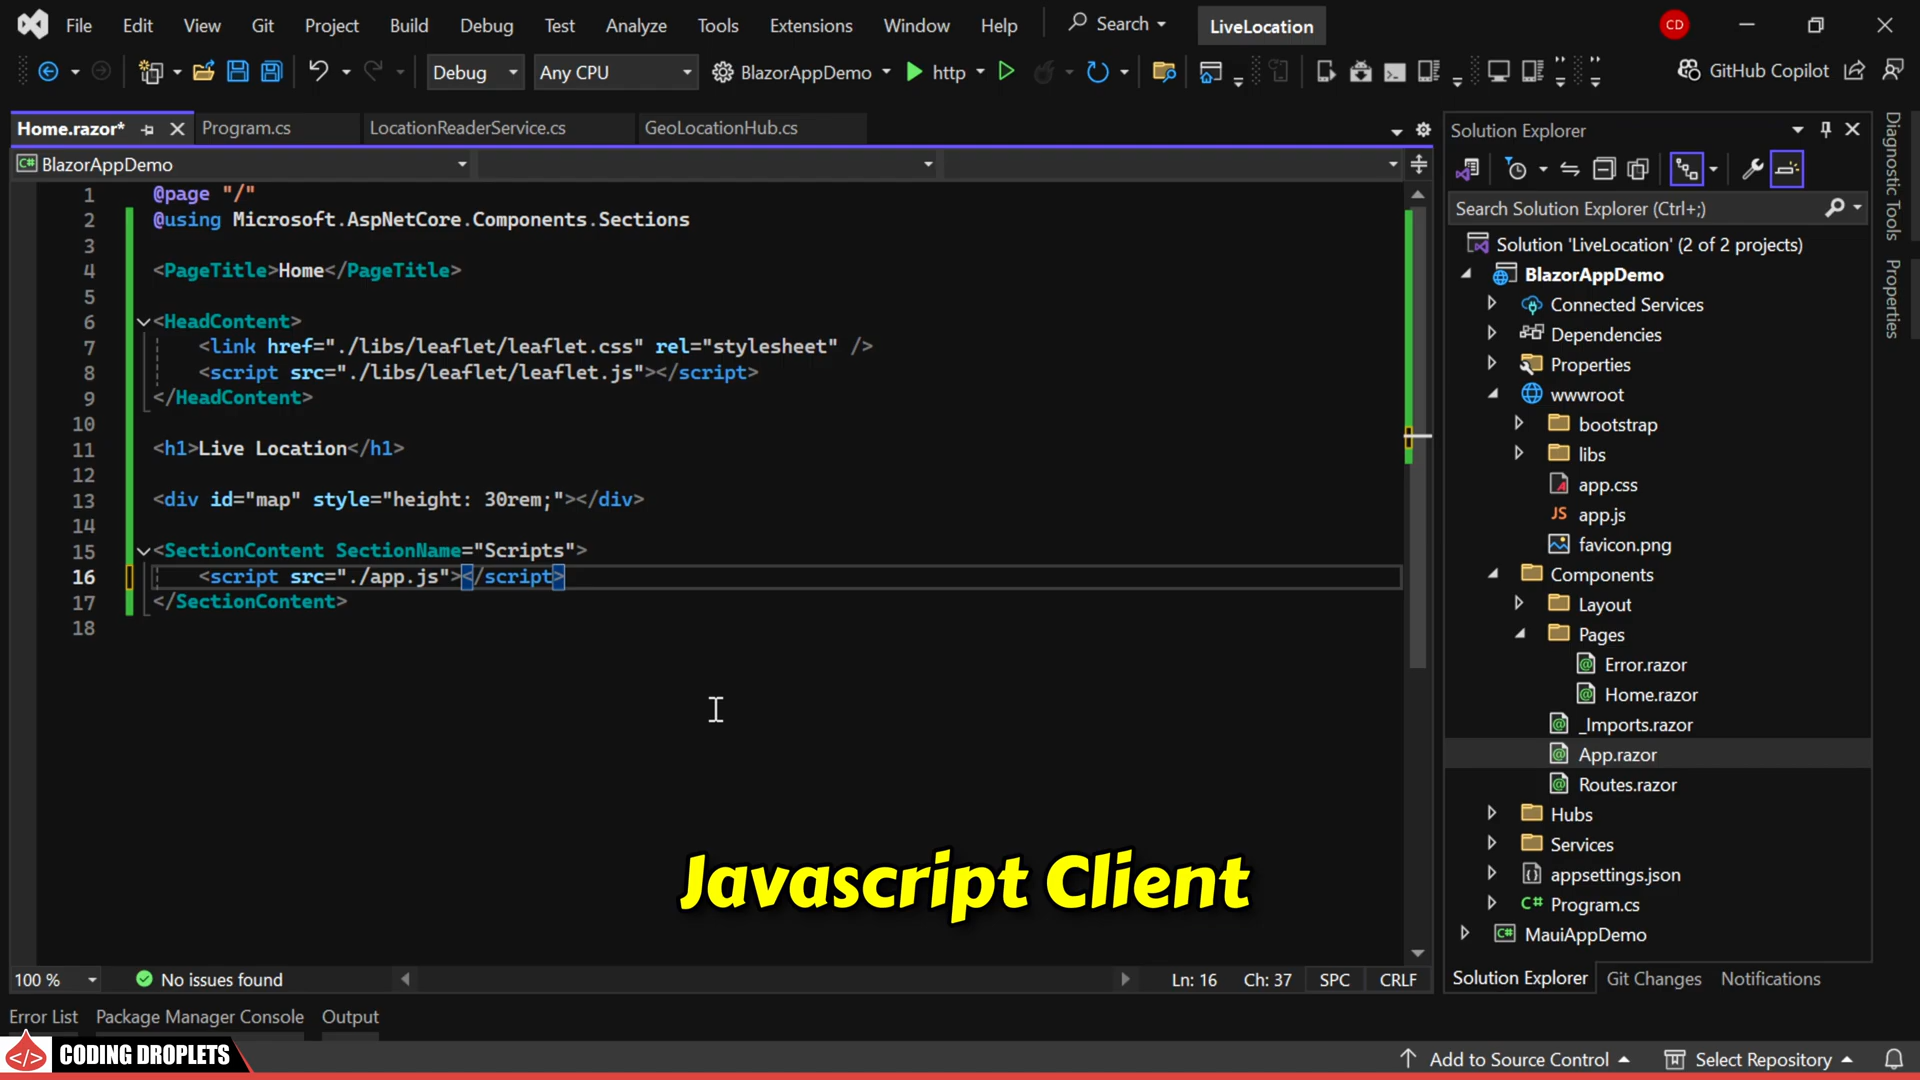 File Edit View Git Project Build Debug Test Analyze Tools Extensions Window Help Search LiveLocation CD
Debug Any CPU BlazorAppDemo http GitHub Copilot
Home.razor* Program.cs LocationReaderService.cs GeoLocationHub.cs
C# BlazorAppDemo
1 @page "/"
2 @using Microsoft.AspNetCore.Components.Sections
3
4 <PageTitle>Home</PageTitle>
5
6 <HeadContent>
7 <link href="./libs/leaflet/leaflet.css" rel="stylesheet" />
8 <script src="./libs/leaflet/leaflet.js"></script>
9 </HeadContent>
10
11 <h1>Live Location</h1>
12
13 <div id="map" style="height: 30rem;"></div>
14
15 <SectionContent SectionName="Scripts">
16 <script src="./app.js"></script>
17 </SectionContent>
18
Javascript Client
100 % No issues found Ln: 16 Ch: 37 SPC CRLF
Error List Package Manager Console Output
Solution Explorer
Search Solution Explorer (Ctrl+;)
Solution 'LiveLocation' (2 of 2 projects)
BlazorAppDemo
Connected Services
Dependencies
Properties
wwwroot
bootstrap
libs
app.css
JS app.js
favicon.png
Components
Layout
Pages
Error.razor
Home.razor
_Imports.razor
App.razor
Routes.razor
Hubs
Services
appsettings.json
C# Program.cs
C# MauiAppDemo
Solution Explorer Git Changes Notifications
Diagnostic Tools
Properties
</> CODING DROPLETS
Add to Source Control Select Repository